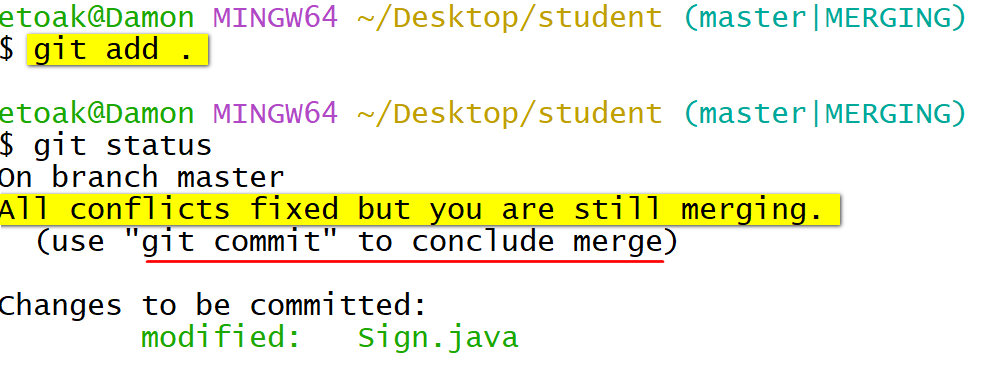 etoak@Damon MINGW64 ~/Desktop/student (master|MERGING)
$ git add .
etoak@Damon MINGW64 ~/Desktop/student (master|MERGING)
$ git status
On branch master
All conflicts fixed but you are still merging.
(use "git commit" to conclude merge)
Changes to be committed:
modified: Sign.java